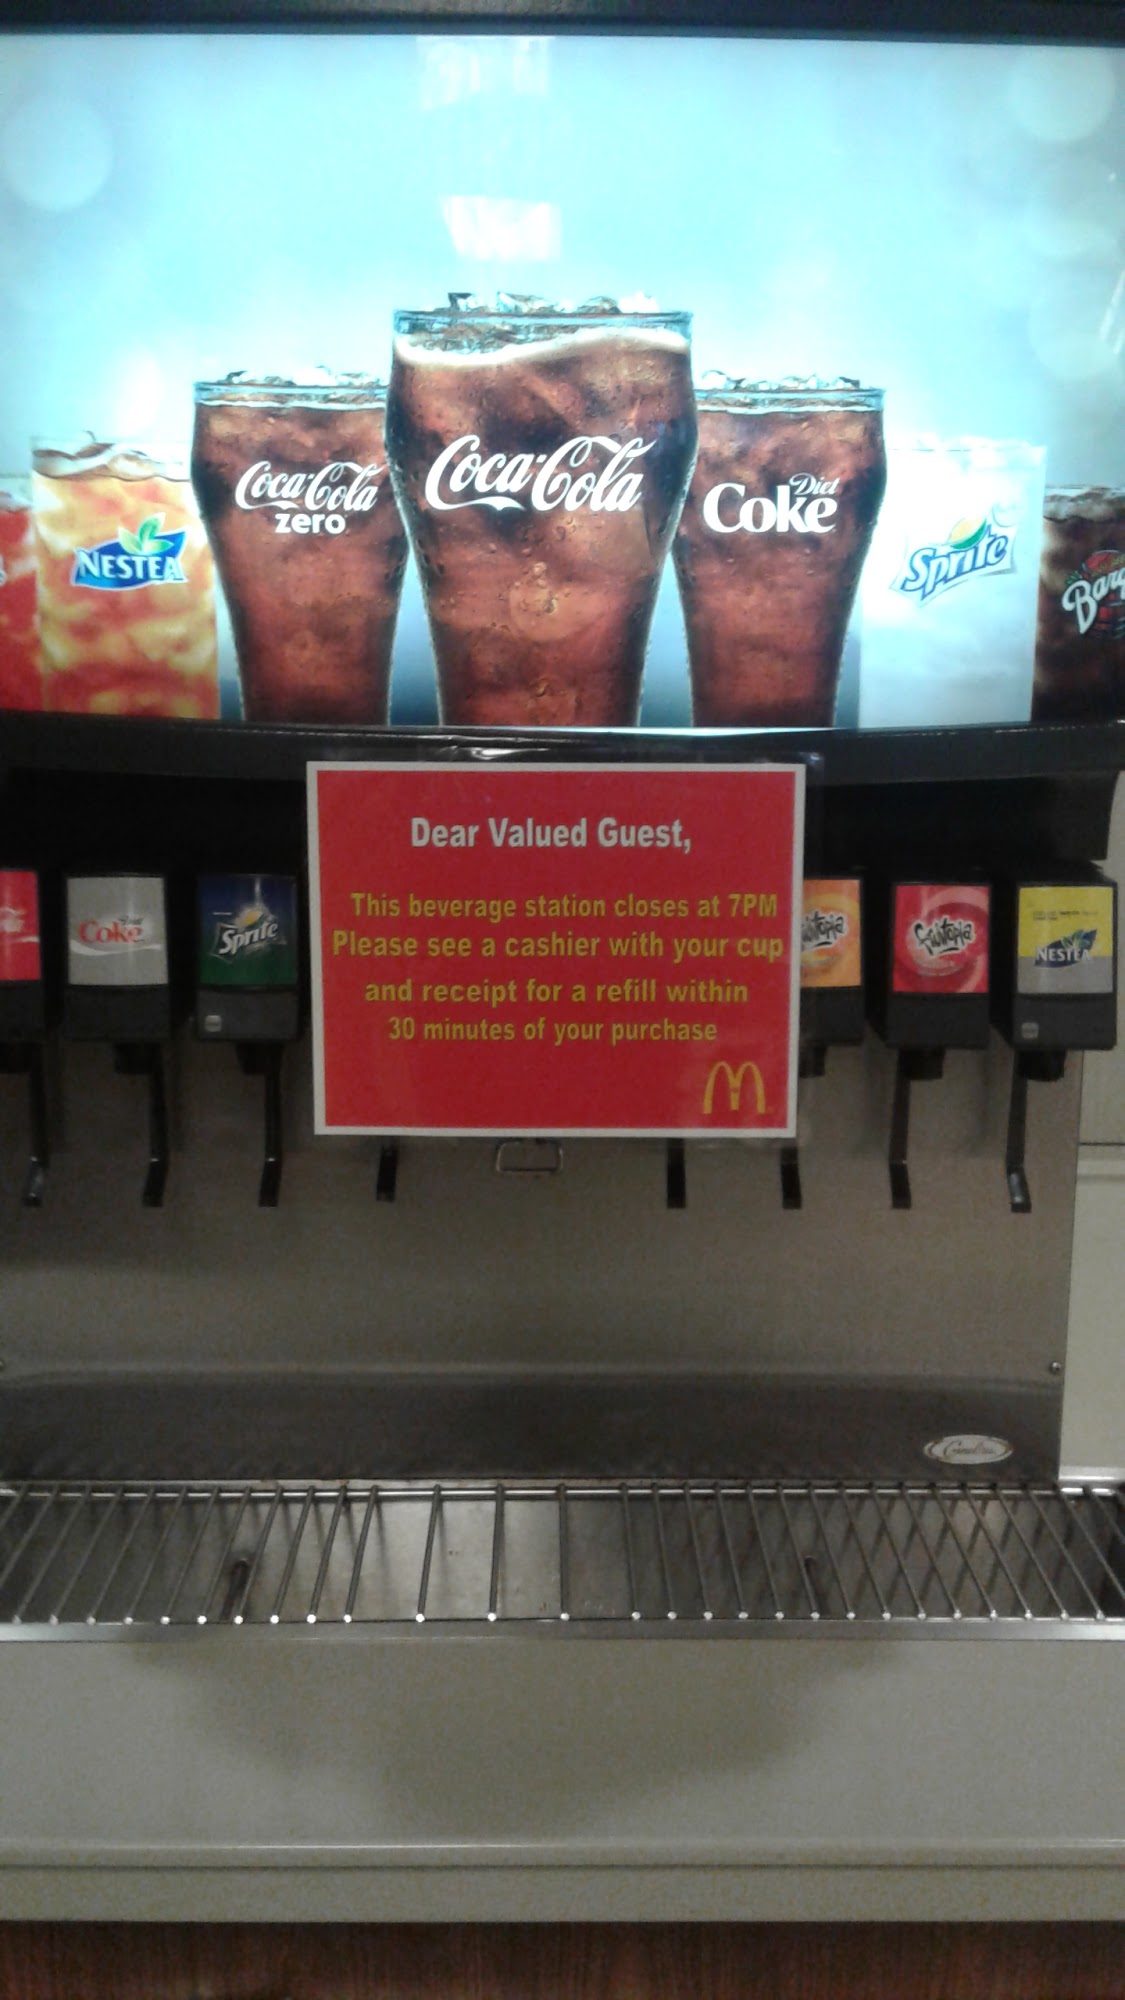 Coca-Cola
zero
Coca-Cola
Diet
Coke
NESTEA
Sprite
Dear Valued Guest,
This beverage station closes at 7PM
Please see a cashier with your cup
and receipt for a refill within
30 minutes of your purchase
M
Diet
Coke
Sprite
Fruitopia
NESTEA
Cornelius